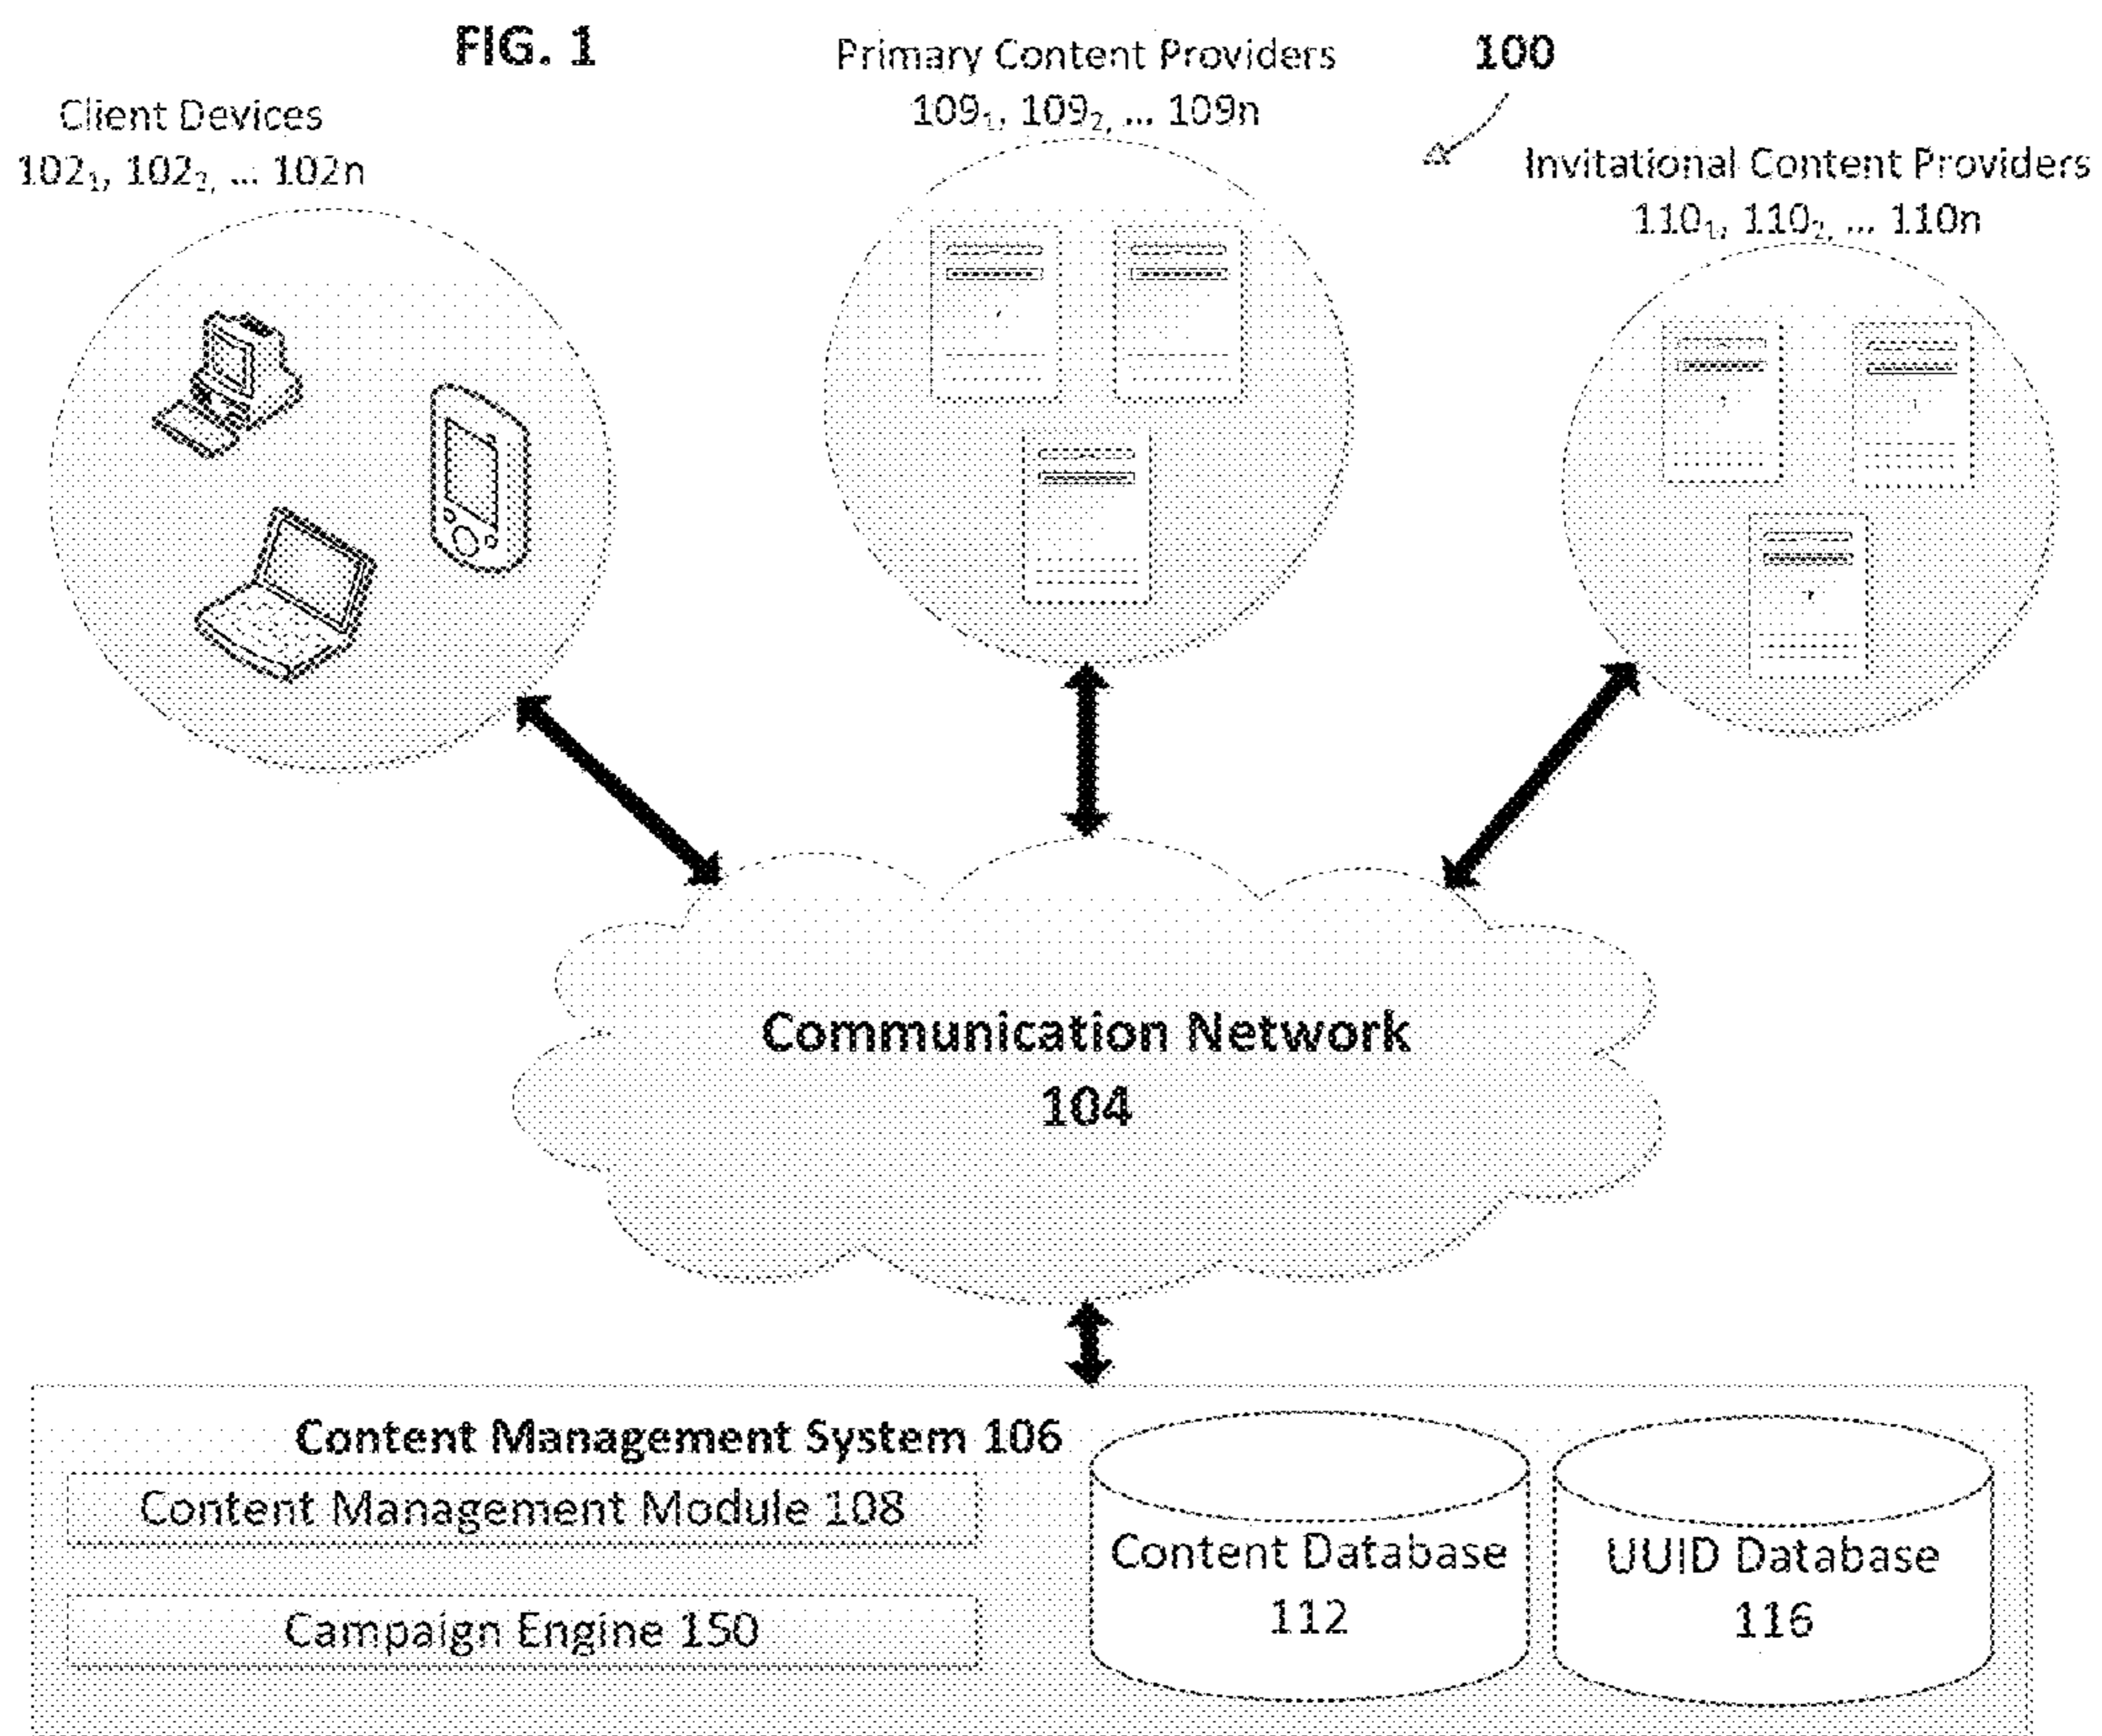 FIG. 1
Primary Content Providers
109₁, 109₂, ... 109n
100
Client Devices
102₁, 102₂, ... 102n
Invitational Content Providers
110₁, 110₂, ... 110n
Communication Network
104
Content Management System 106
Content Management Module 108
Campaign Engine 150
Content Database
112
UUID Database
116